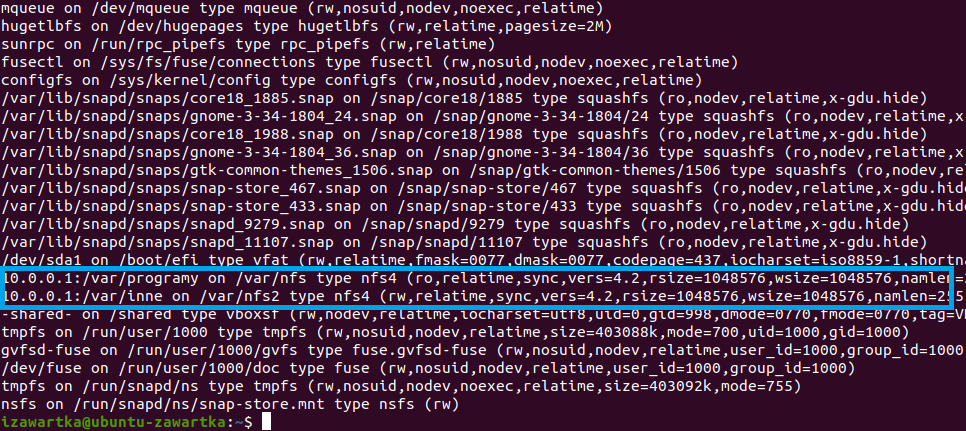 mqueue on /dev/mqueue type mqueue (rw,nosuid,nodev,noexec,relatime)
hugetlbfs on /dev/hugepages type hugetlbfs (rw,relatime,pagesize=2M)
sunrpc on /run/rpc_pipefs type rpc_pipefs (rw,relatime)
fusectl on /sys/fs/fuse/connections type fusectl (rw,nosuid,nodev,noexec,relatime)
configfs on /sys/kernel/config type configfs (rw,nosuid,nodev,noexec,relatime)
/var/lib/snapd/snaps/core18_1885.snap on /snap/core18/1885 type squashfs (ro,nodev,relatime,x-gdu.hide)
/var/lib/snapd/snaps/gnome-3-34-1804_24.snap on /snap/gnome-3-34-1804/24 type squashfs (ro,nodev,relatime,x
/var/lib/snapd/snaps/core18_1988.snap on /snap/core18/1988 type squashfs (ro,nodev,relatime,x-gdu.hide)
/var/lib/snapd/snaps/gnome-3-34-1804_36.snap on /snap/gnome-3-34-1804/36 type squashfs (ro,nodev,relatime,x
/var/lib/snapd/snaps/gtk-common-themes_1506.snap on /snap/gtk-common-themes/1506 type squashfs (ro,nodev,rel
/var/lib/snapd/snaps/snap-store_467.snap on /snap/snap-store/467 type squashfs (ro,nodev,relatime,x-gdu.hid
/var/lib/snapd/snaps/snap-store_433.snap on /snap/snap-store/433 type squashfs (ro,nodev,relatime,x-gdu.hid
/var/lib/snapd/snaps/snapd_9279.snap on /snap/snapd/9279 type squashfs (ro,nodev,relatime,x-gdu.hide)
/var/lib/snapd/snaps/snapd_11107.snap on /snap/snapd/11107 type squashfs (ro,nodev,relatime,x-gdu.hide)
/dev/sda1 on /boot/efi type vfat (rw,relatime,fmask=0077,dmask=0077,codepage=437,iocharset=iso8859-1,shortna
10.0.0.1:/var/programy on /var/nfs type nfs4 (ro,relatime,sync,vers=4.2,rsize=1048576,wsize=1048576,namlen=2
10.0.0.1:/var/inne on /var/nfs2 type nfs4 (rw,relatime,sync,vers=4.2,rsize=1048576,wsize=1048576,namlen=255
-shared- on /shared type vboxsf (rw,nodev,relatime,iocharset=utf8,uid=0,gid=998,dmode=0770,fmode=0770,tag=VB
tmpfs on /run/user/1000 type tmpfs (rw,nosuid,nodev,relatime,size=403088k,mode=700,uid=1000,gid=1000)
gvfsd-fuse on /run/user/1000/gvfs type fuse.gvfsd-fuse (rw,nosuid,nodev,relatime,user_id=1000,group_id=1000
/dev/fuse on /run/user/1000/doc type fuse (rw,nosuid,nodev,relatime,user_id=1000,group_id=1000)
tmpfs on /run/snapd/ns type tmpfs (rw,nosuid,nodev,noexec,relatime,size=403092k,mode=755)
nsfs on /run/snapd/ns/snap-store.mnt type nsfs (rw)
izawartka@ubuntu-zawartka:~$